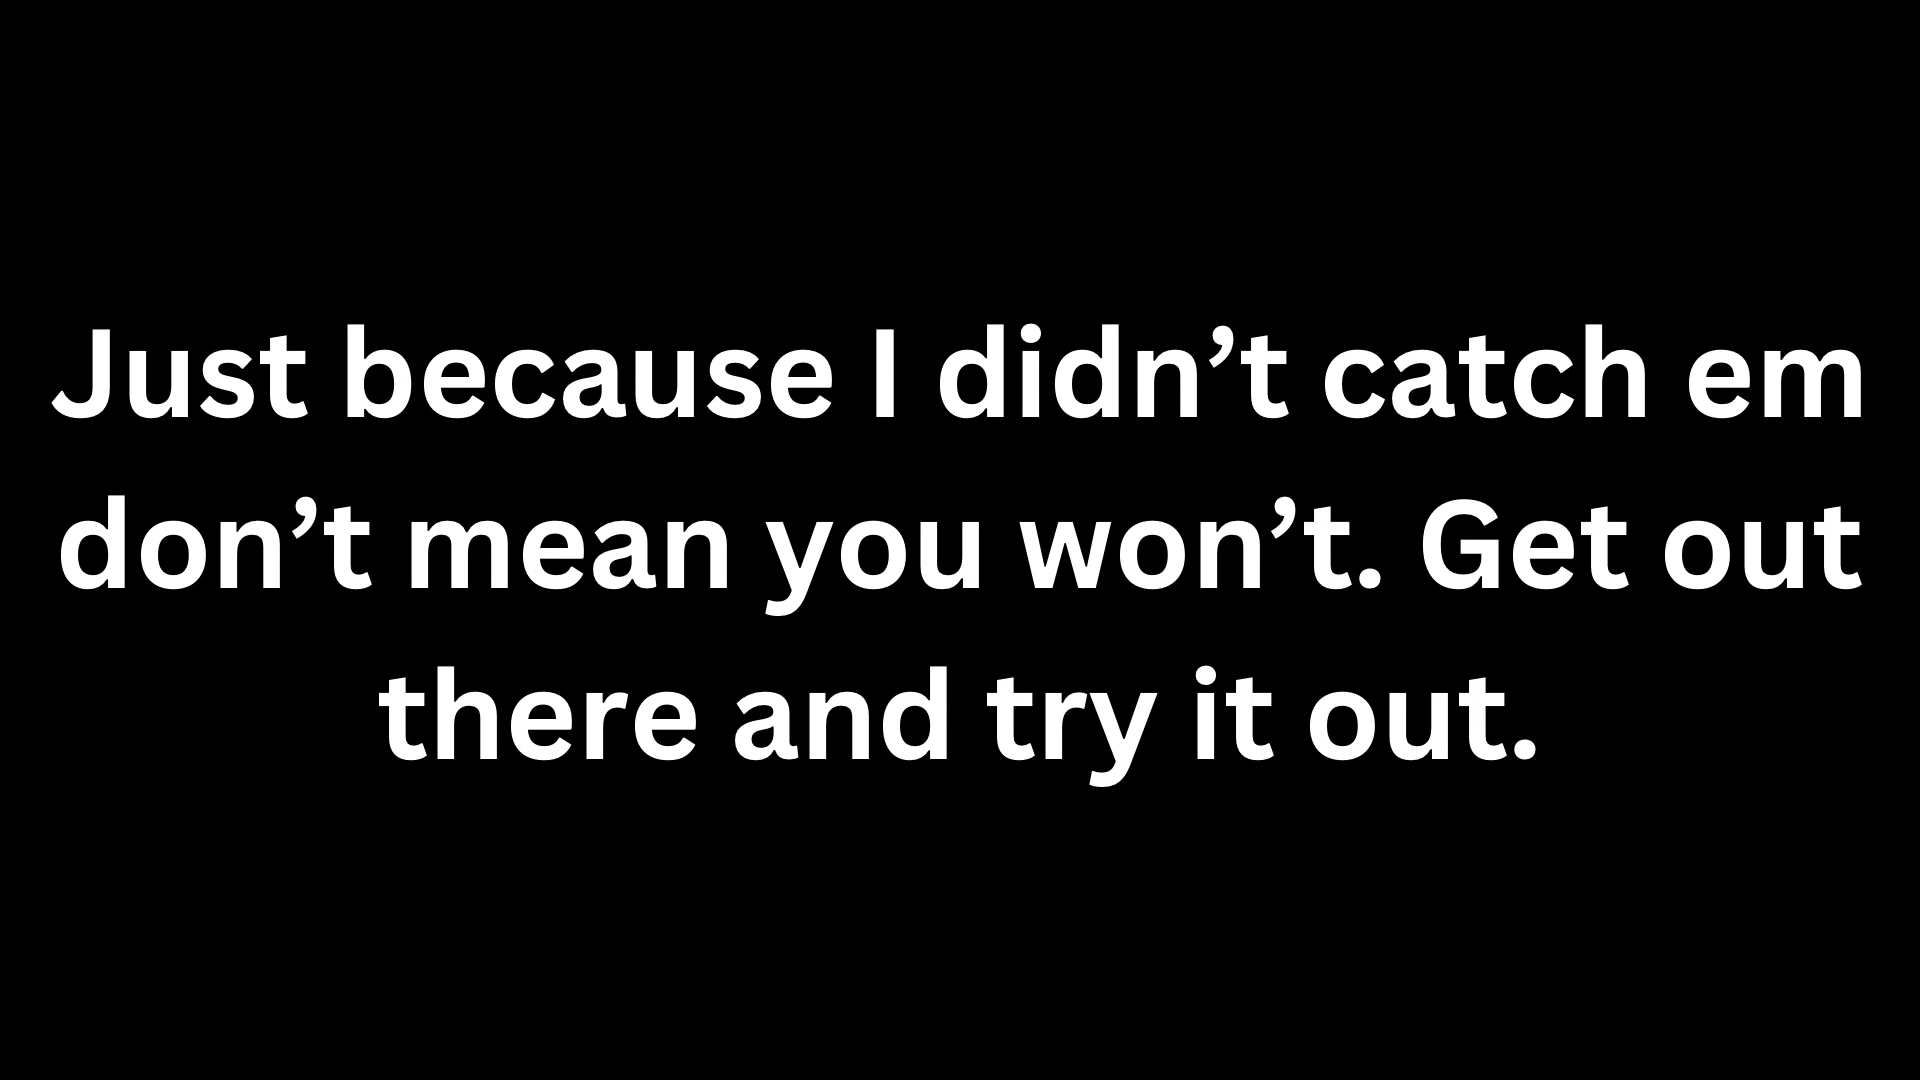 Just because I didn’t catch em
don’t mean you won’t. Get out
there and try it out.